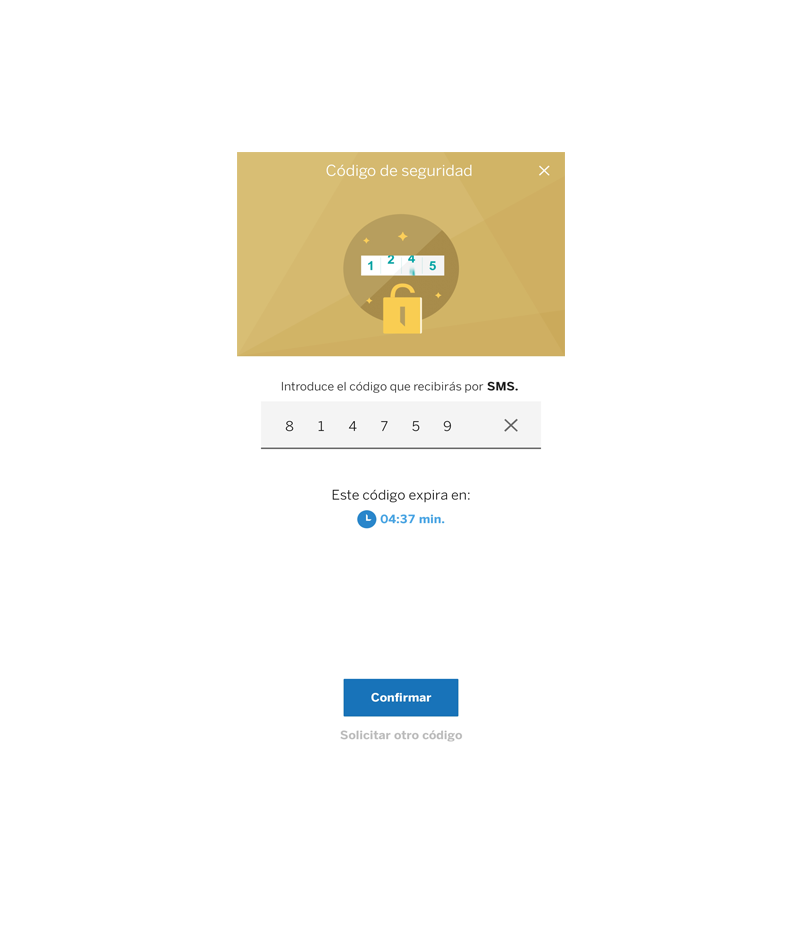 Código de seguridad
1 2 4 5
Introduce el código que recibirás por SMS.
8 1 4 7 5 9
Este código expira en:
04:37 min.
Confirmar
Solicitar otro código